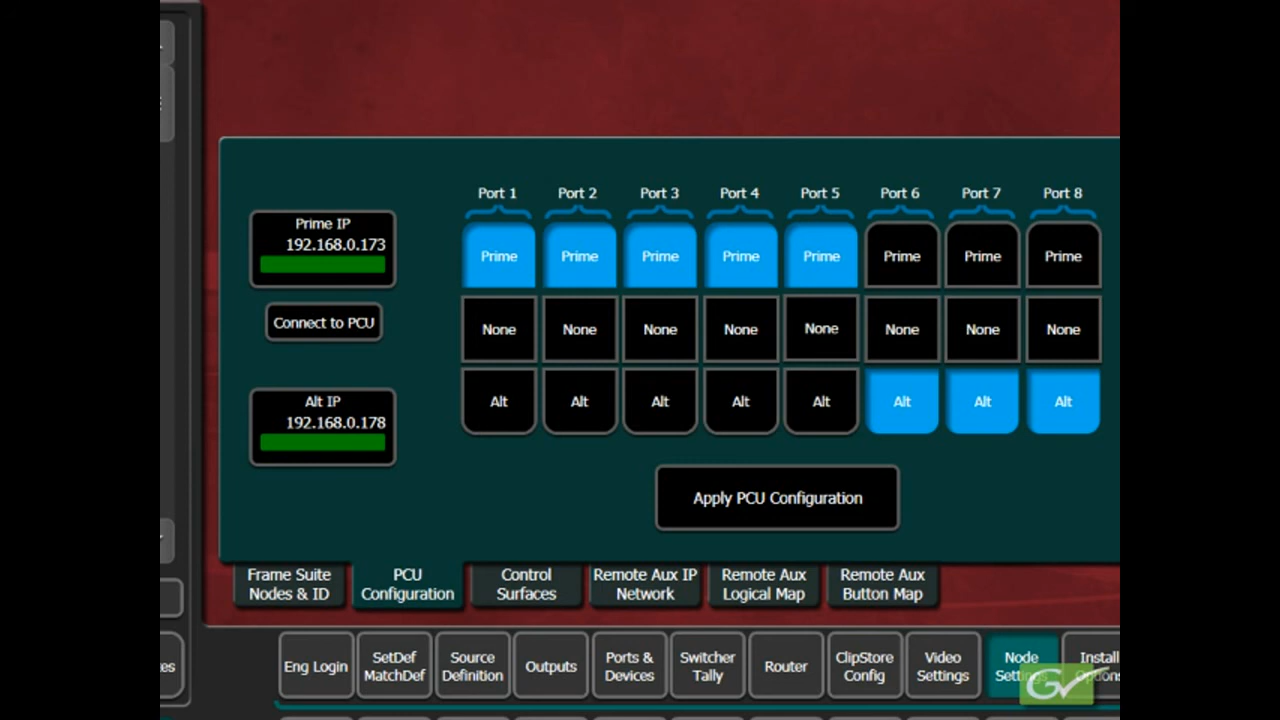 Port 1 Port 2 Port 3 Port 4 Port 5 Port 6 Port 7 Port 8
Prime IP
192.168.0.173
Prime Prime Prime Prime Prime Prime Prime Prime
Connect to PCU
None None None None None None None None
Alt IP
192.168.0.178
Alt Alt Alt Alt Alt Alt Alt Alt
Apply PCU Configuration
Frame Suite
Nodes & ID
PCU
Configuration
Control
Surfaces
Remote Aux IP
Network
Remote Aux
Logical Map
Remote Aux
Button Map
Eng Login
SetDef
MatchDef
Source
Definition
Outputs
Ports &
Devices
Switcher
Tally
Router
ClipStore
Config
Video
Settings
Node
Settings
Install